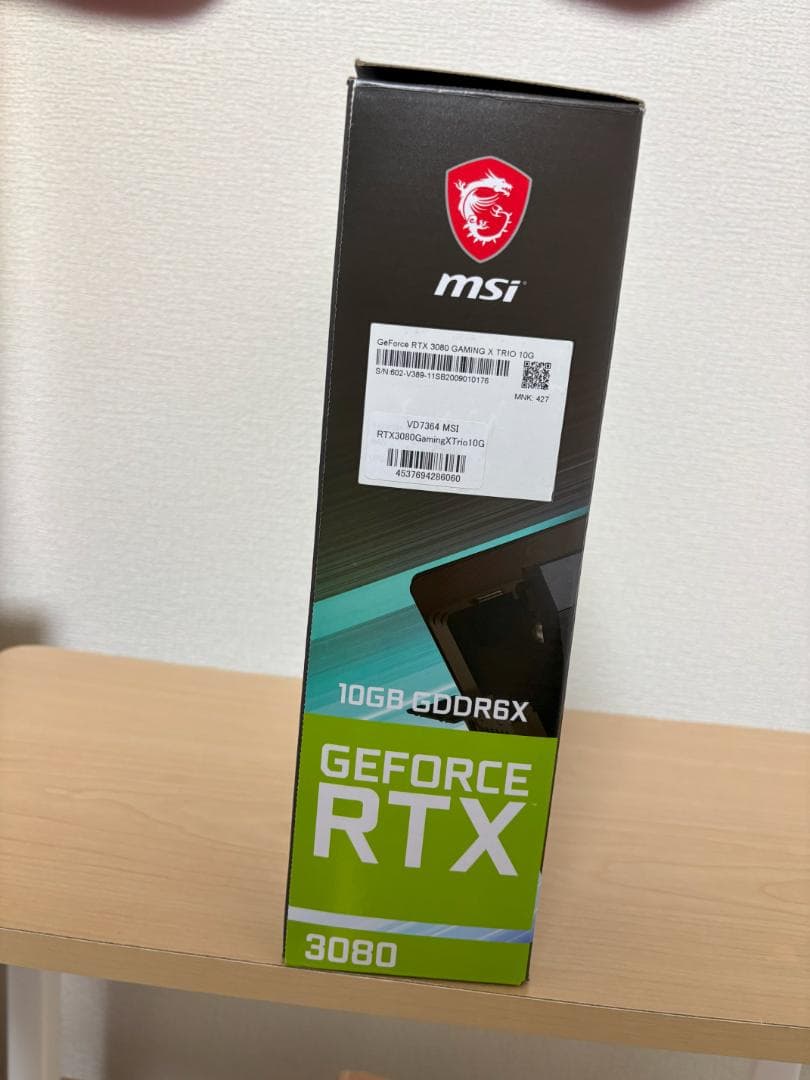 msi
GeForce RTX 3080 GAMING X TRIO 10G
S/N:602-V389-11SB2009010176
MNK: 427
VD7364 MSI
RTX3080GamingXTrio10G
4537694286060
10GB GDDR6X
GEFORCE
RTX™
3080